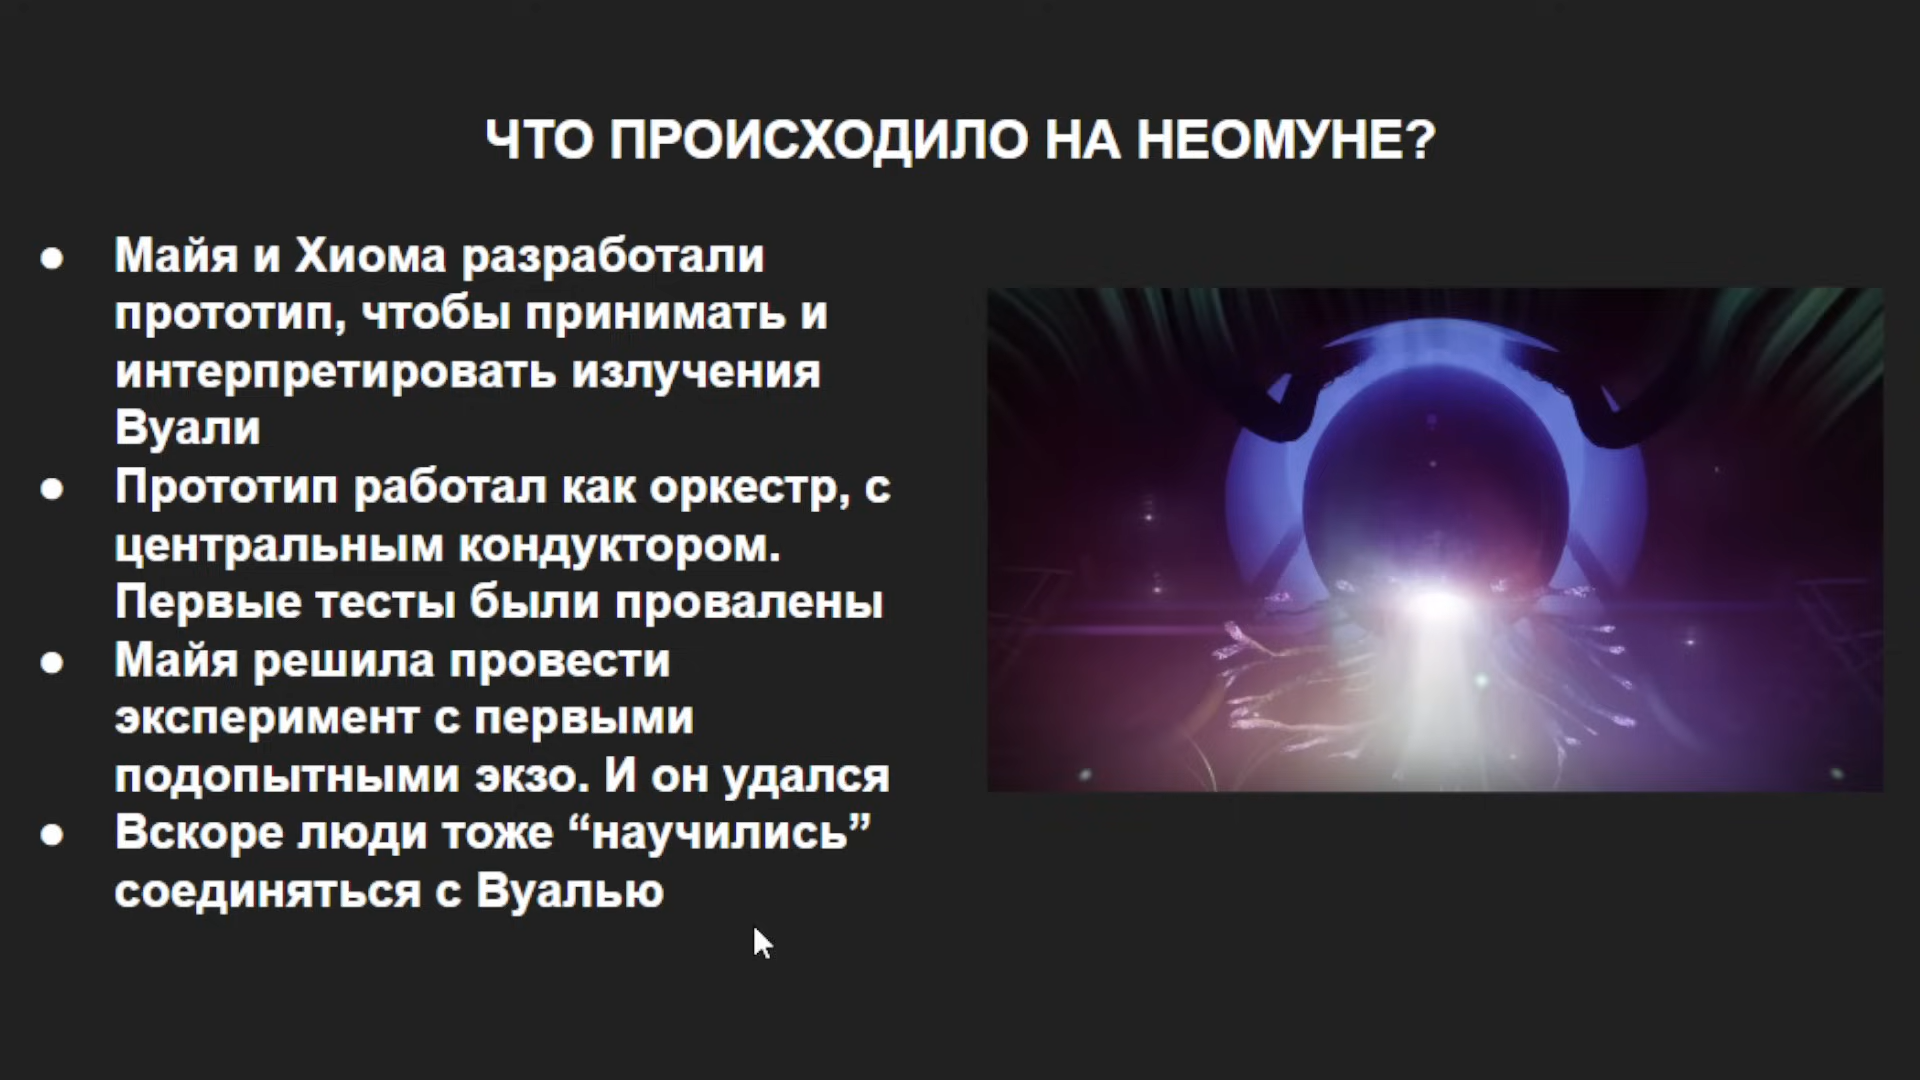 ЧТО ПРОИСХОДИЛО НА НЕОМУНЕ?
● Майя и Хиома разработали
прототип, чтобы принимать и
интерпретировать излучения
Вуали
● Прототип работал как оркестр, с
центральным кондуктором.
Первые тесты были провалены
● Майя решила провести
эксперимент с первыми
подопытными экзо. И он удался
● Вскоре люди тоже “научились”
соединяться с Вуалью